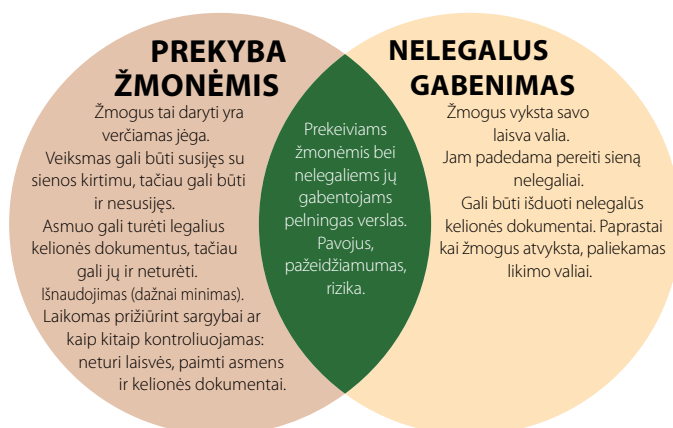 PREKYBA
ŽMONĖMIS
Žmogus tai daryti yra
verčiamas jėga.
Veiksmas gali būti susijęs su
sienos kirtimu, tačiau gali būti
ir nesusijęs.
Asmuo gali turėti legalius
kelionės dokumentus, tačiau
gali jų ir neturėti.
Išnaudojimas (dažnai minimas).
Laikomas prižiūrint sargybai ar
kaip kitaip kontroliuojamas:
neturi laisvės, paimti asmens
ir kelionės dokumentai.
Prekeiviams
žmonėmis bei
nelegaliems jų
gabentojams
pelningas verslas.
Pavojus,
pažeidžiamumas,
rizika.
NELEGALUS
GABENIMAS
Žmogus vyksta savo
laisva valia.
Jam padedama pereiti sieną
nelegaliai.
Gali būti išduoti nelegalūs
kelionės dokumentai. Paprastai
kai žmogus atvyksta, paliekamas
likimo valiai.